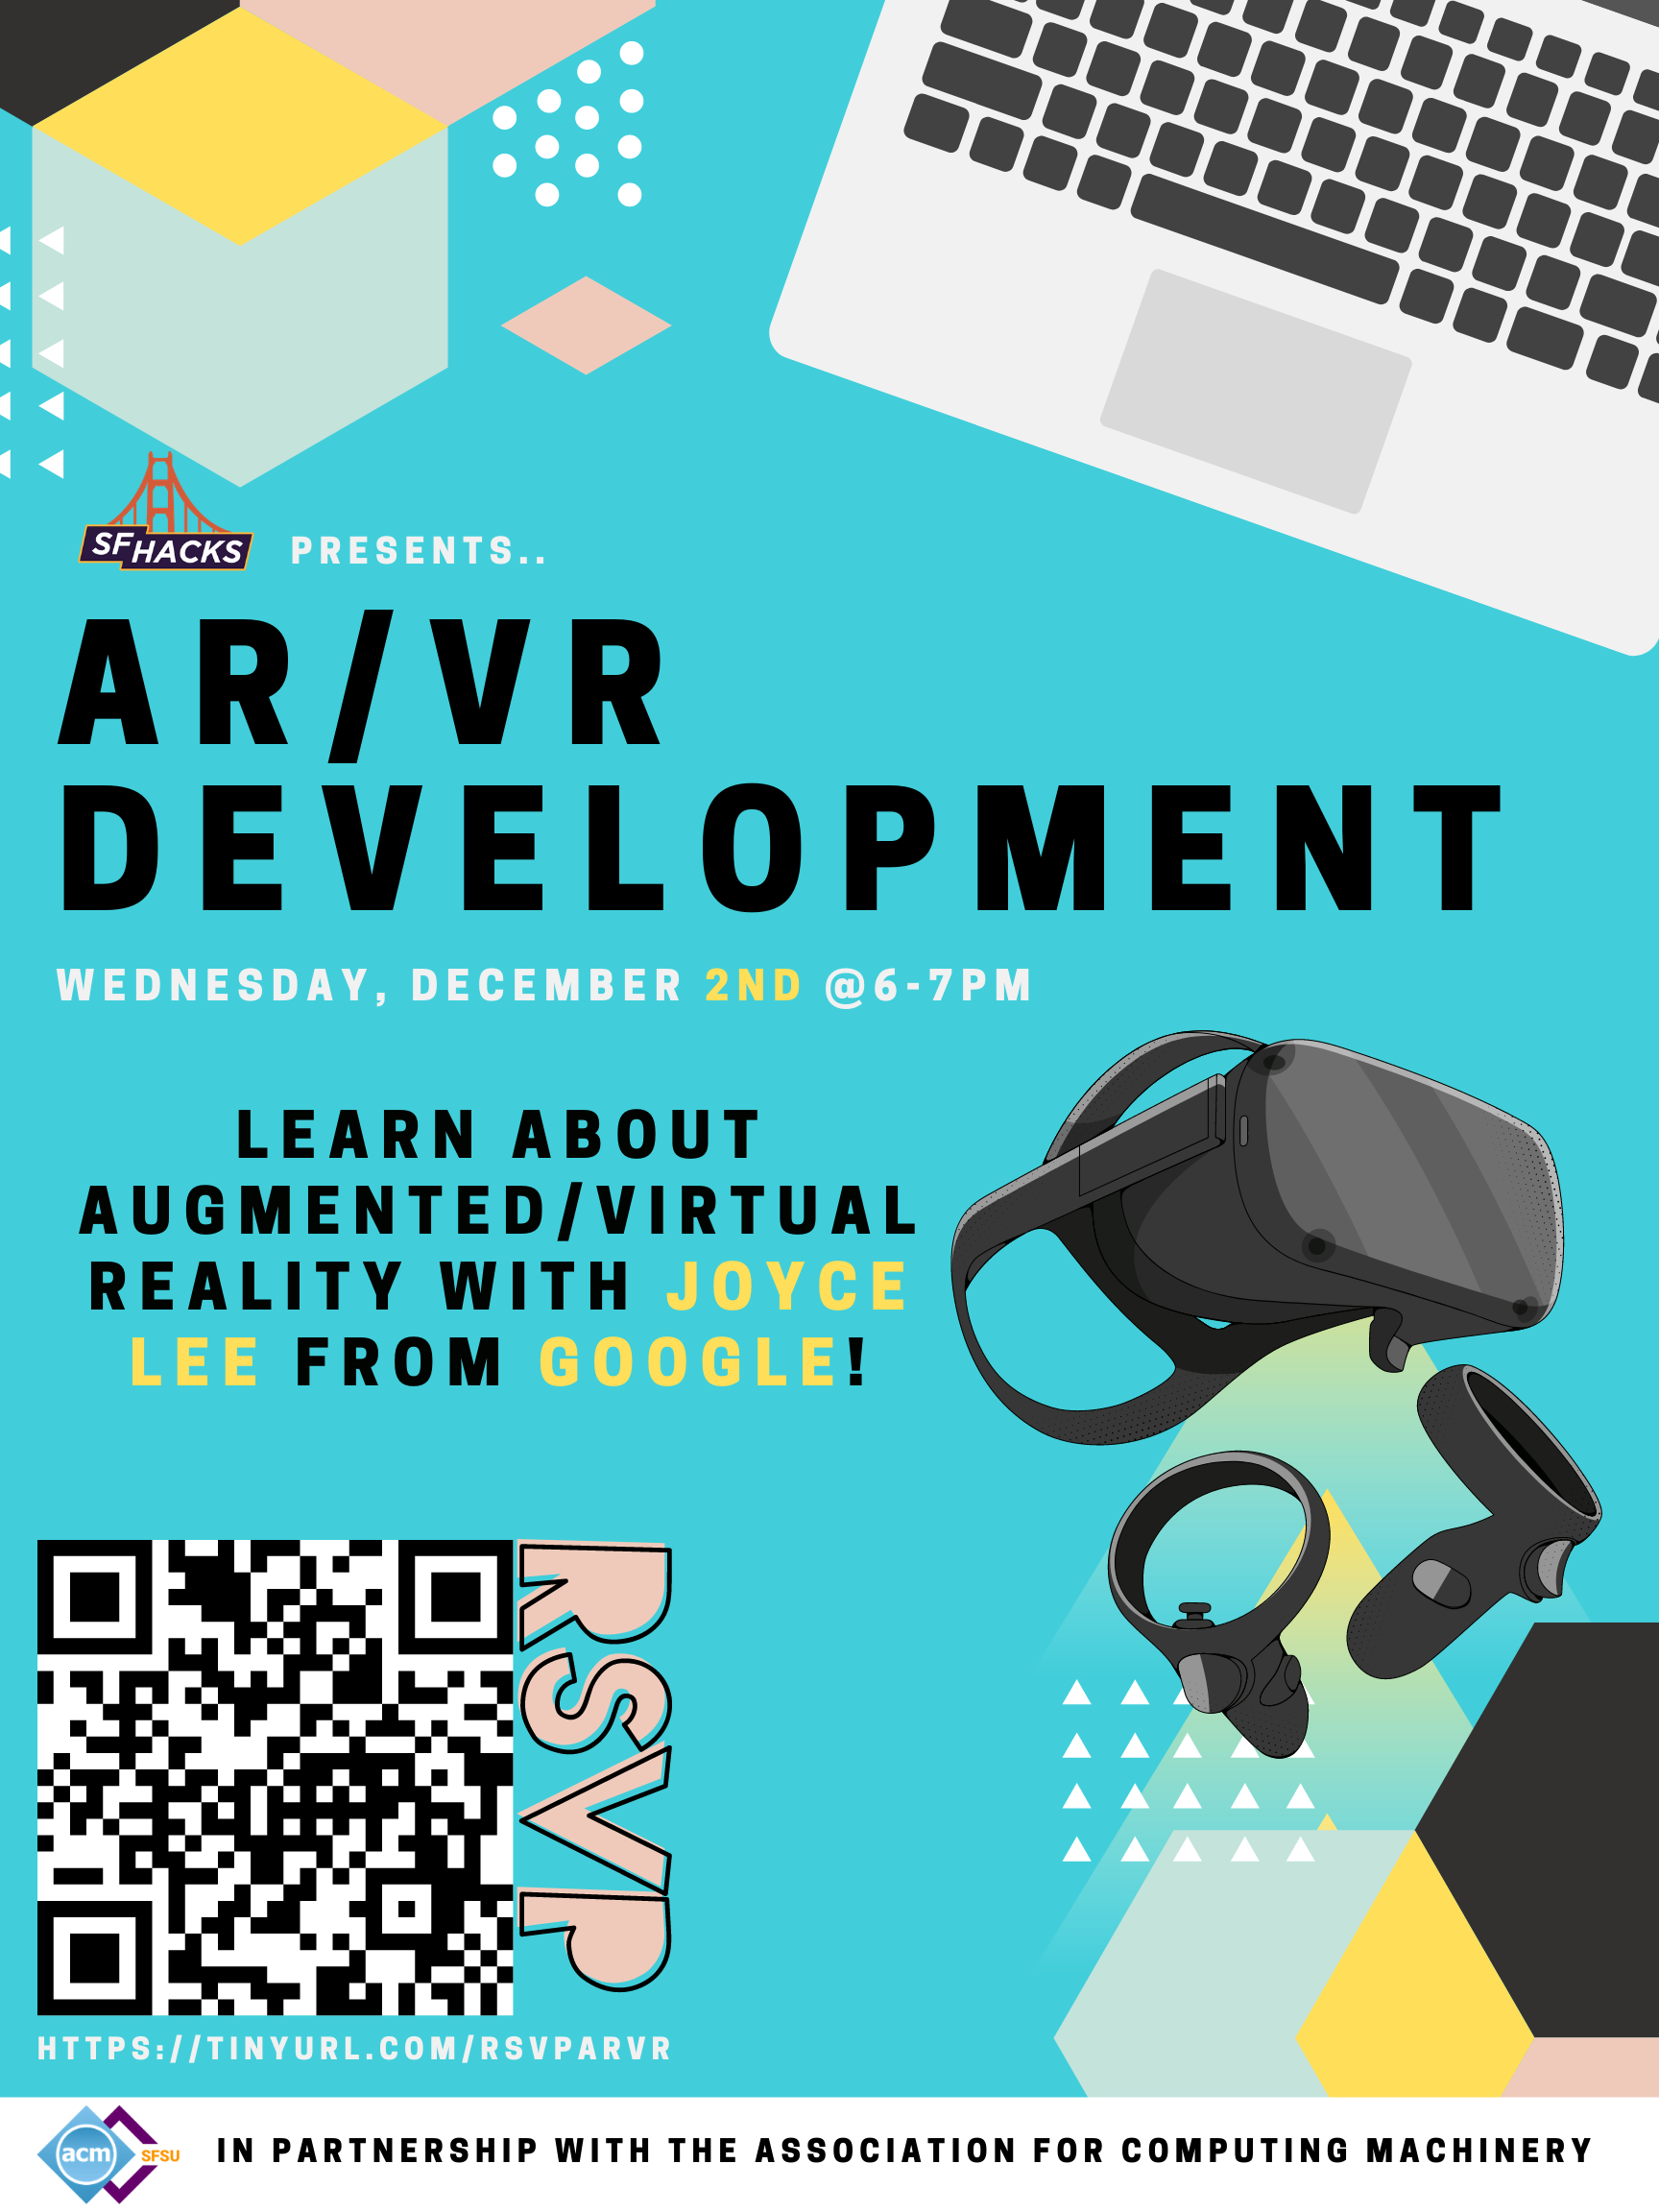 SF HACKS PRESENTS..
AR/VR
DEVELOPMENT
WEDNESDAY, DECEMBER 2ND @6-7PM
LEARN ABOUT
AUGMENTED/VIRTUAL
REALITY WITH JOYCE
LEE FROM GOOGLE!
RSVP
HTTPS://TINYURL.COM/RSVPARVR
acm SFSU IN PARTNERSHIP WITH THE ASSOCIATION FOR COMPUTING MACHINERY